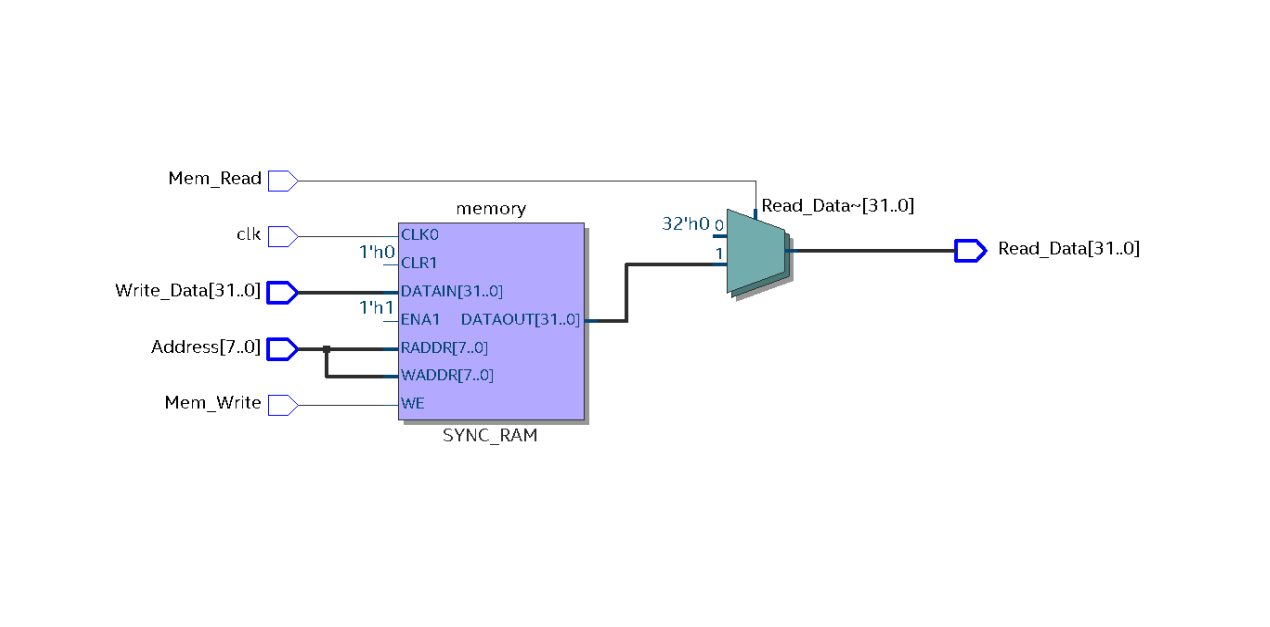 Mem_Read
Read_Data~[31..0]
memory
32'h0 0
clk
CLK0
1'h0
1
Read_Data[31..0]
CLR1
Write_Data[31..0]
DATAIN[31..0]
1'h1
ENA1 DATAOUT[31..0]
Address[7..0]
RADDR[7..0]
WADDR[7..0]
Mem_Write
WE
SYNC_RAM